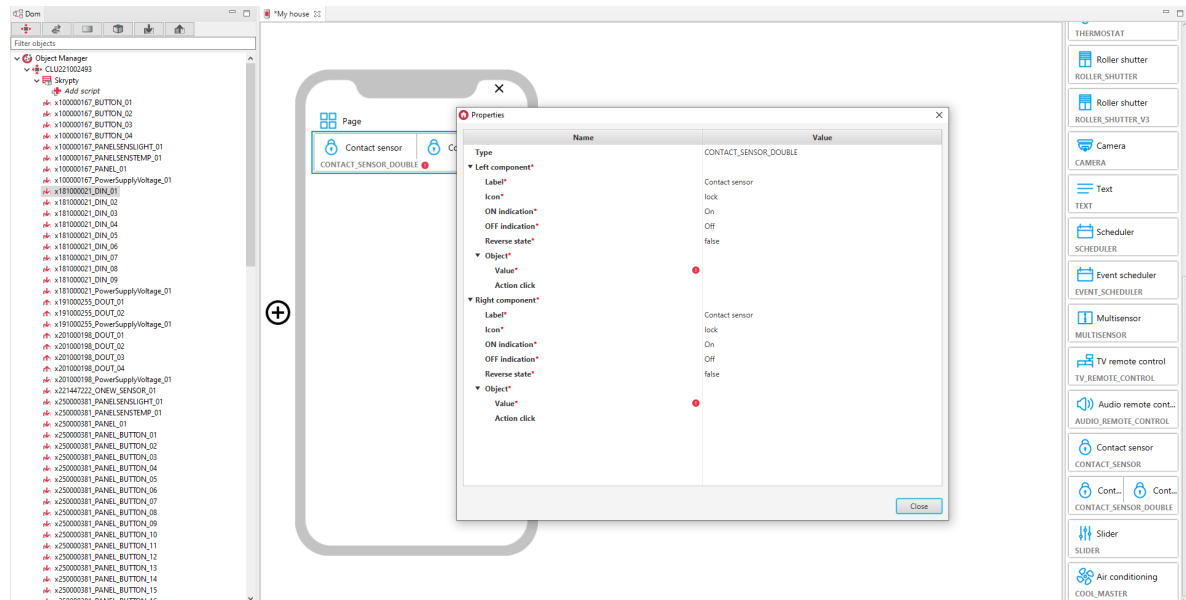 Dom
Filter objects
Object Manager
CLU221002493
Skrypty
Add script
x100000167_BUTTON_01
x100000167_BUTTON_02
x100000167_BUTTON_03
x100000167_BUTTON_04
x100000167_PANELSENSLIGHT_01
x100000167_PANELSENSTEMP_01
x100000167_PANEL_01
x100000167_PowerSupplyVoltage_01
x181000021_DIN_01
x181000021_DIN_02
x181000021_DIN_03
x181000021_DIN_04
x181000021_DIN_05
x181000021_DIN_06
x181000021_DIN_07
x181000021_DIN_08
x181000021_DIN_09
x181000021_PowerSupplyVoltage_01
x191000255_DOUT_01
x191000255_DOUT_02
x191000255_PowerSupplyVoltage_01
x201000198_DOUT_01
x201000198_DOUT_02
x201000198_DOUT_03
x201000198_DOUT_04
x201000198_PowerSupplyVoltage_01
x221447222_ONEW_SENSOR_01
x250000381_PANELSENSLIGHT_01
x250000381_PANELSENSTEMP_01
x250000381_PANEL_01
x250000381_PANEL_BUTTON_01
x250000381_PANEL_BUTTON_02
x250000381_PANEL_BUTTON_03
x250000381_PANEL_BUTTON_04
x250000381_PANEL_BUTTON_05
x250000381_PANEL_BUTTON_06
x250000381_PANEL_BUTTON_07
x250000381_PANEL_BUTTON_08
x250000381_PANEL_BUTTON_09
x250000381_PANEL_BUTTON_10
x250000381_PANEL_BUTTON_11
x250000381_PANEL_BUTTON_12
x250000381_PANEL_BUTTON_13
x250000381_PANEL_BUTTON_14
x250000381_PANEL_BUTTON_15
*My house
Page
Contact sensor Co
CONTACT_SENSOR_DOUBLE
Properties
Name Value
Type CONTACT_SENSOR_DOUBLE
Left component*
Label* Contact sensor
Icon* lock
ON indication* On
OFF indication* Off
Reverse state* false
Object*
Value*
Action click
Right component*
Label* Contact sensor
Icon* lock
ON indication* On
OFF indication* Off
Reverse state* false
Object*
Value*
Action click
Close
THERMOSTAT
Roller shutter
ROLLER_SHUTTER
Roller shutter
ROLLER_SHUTTER_V3
Camera
CAMERA
Text
TEXT
Scheduler
SCHEDULER
Event scheduler
EVENT_SCHEDULER
Multisensor
MULTISENSOR
TV remote control
TV_REMOTE_CONTROL
Audio remote cont...
AUDIO_REMOTE_CONTROL
Contact sensor
CONTACT_SENSOR
Cont... Cont...
CONTACT_SENSOR_DOUBLE
Slider
SLIDER
Air conditioning
COOL_MASTER